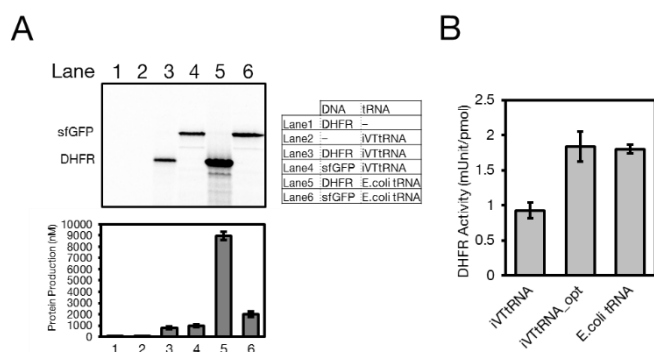 A
Lane 1 2 3 4 5 6
sfGFP
DHFR
DNA tRNA
Lane1 DHFR –
Lane2 – iVTtRNA
Lane3 DHFR iVTtRNA
Lane4 sfGFP iVTtRNA
Lane5 DHFR E.coli tRNA
Lane6 sfGFP E.coli tRNA
Protein Production (nM)
10000
9000
8000
7000
6000
5000
4000
3000
2000
1000
0
1 2 3 4 5 6
B
DHFR Activity (mUnit/pmol)
2.5
2
1.5
1
0.5
0
iVTtRNA
iVTtRNA_opt
E.coli tRNA